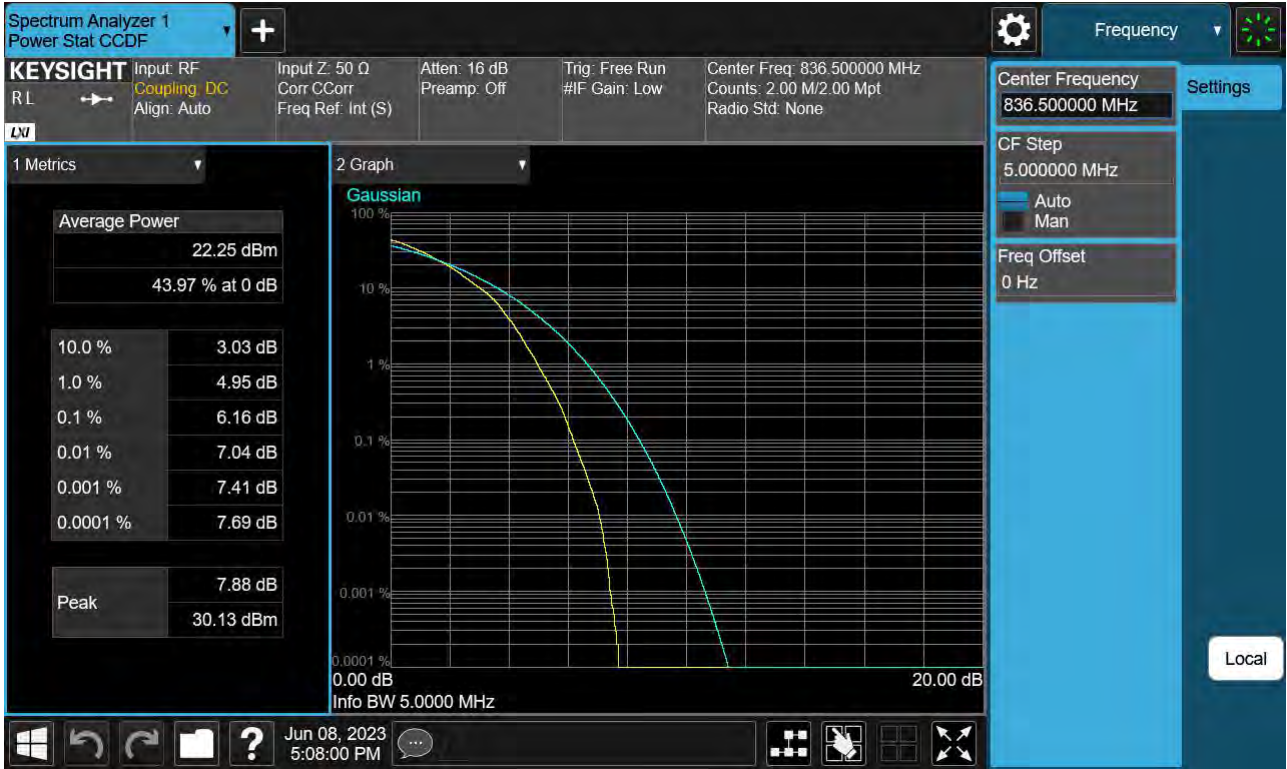 Spectrum Analyzer 1
Power Stat CCDF
+
Frequency
KEYSIGHT
R L
LXI
Input: RF
Coupling: DC
Align: Auto
Input Z: 50 Ω
Corr CCorr
Freq Ref: Int (S)
Atten: 16 dB
Preamp: Off
Trig: Free Run
#IF Gain: Low
Center Freq: 836.500000 MHz
Counts: 2.00 M/2.00 Mpt
Radio Std: None
Center Frequency
836.500000 MHz
Settings
CF Step
5.000000 MHz
Auto
Man
Freq Offset
0 Hz
1 Metrics
Average Power
22.25 dBm
43.97 % at 0 dB
10.0 % 3.03 dB
1.0 % 4.95 dB
0.1 % 6.16 dB
0.01 % 7.04 dB
0.001 % 7.41 dB
0.0001 % 7.69 dB
Peak
7.88 dB
30.13 dBm
2 Graph
Gaussian
100 %
10 %
1 %
0.1 %
0.01 %
0.001 %
0.0001 %
0.00 dB 20.00 dB
Info BW 5.0000 MHz
Local
?
Jun 08, 2023
5:08:00 PM